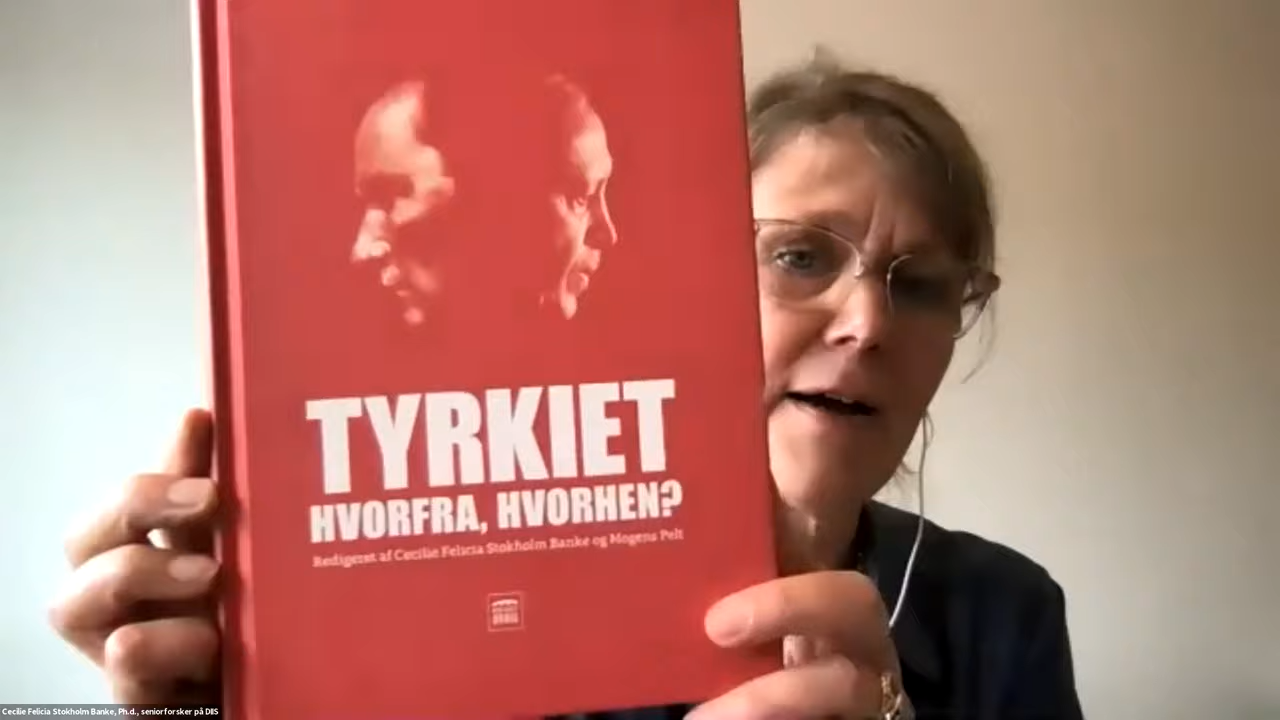 TYRKIET
HVORFRA, HVORHEN?
Redigeret af Cecilie Felicia Stokholm Banke og Mogens Pelt
Cecilie Felicia Stokholm Banke, Ph.d., seniorforsker på DIIS